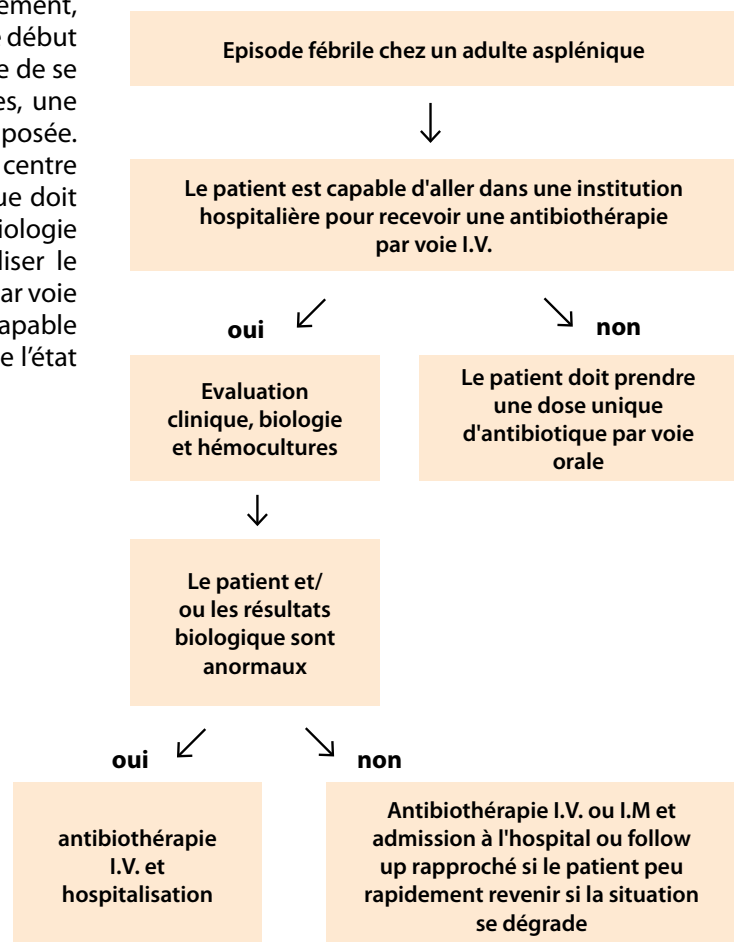 ement,
début
e de se
es, une
posée.
centre
ue doit
iologie
liser le
par voie
apable
e l'état
Episode fébrile chez un adulte asplénique
Le patient est capable d'aller dans une institution
hospitalière pour recevoir une antibiothérapie
par voie I.V.
oui
non
Evaluation
clinique, biologie
et hémocultures
Le patient doit prendre
une dose unique
d'antibiotique par voie
orale
Le patient et/
ou les résultats
biologique sont
anormaux
oui
non
antibiothérapie
I.V. et
hospitalisation
Antibiothérapie I.V. ou I.M et
admission à l'hospital ou follow
up rapproché si le patient peu
rapidement revenir si la situation
se dégrade